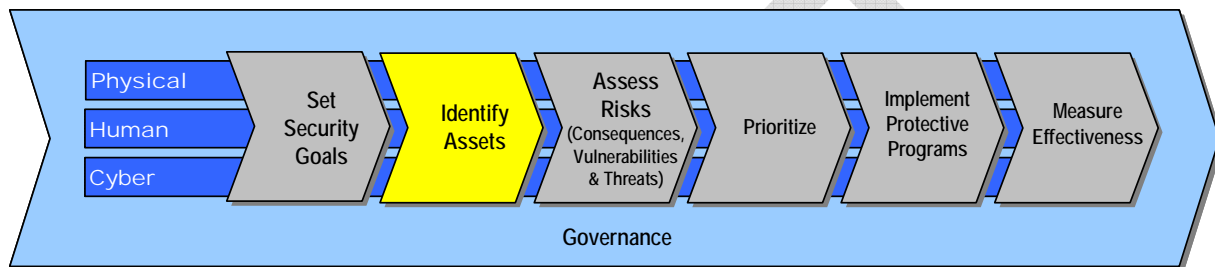 Physical
Human
Cyber
Set
Security
Goals
Identify
Assets
Assess
Risks
(Consequences,
Vulnerabilities
& Threats)
Prioritize
Implement
Protective
Programs
Measure
Effectiveness
Governance